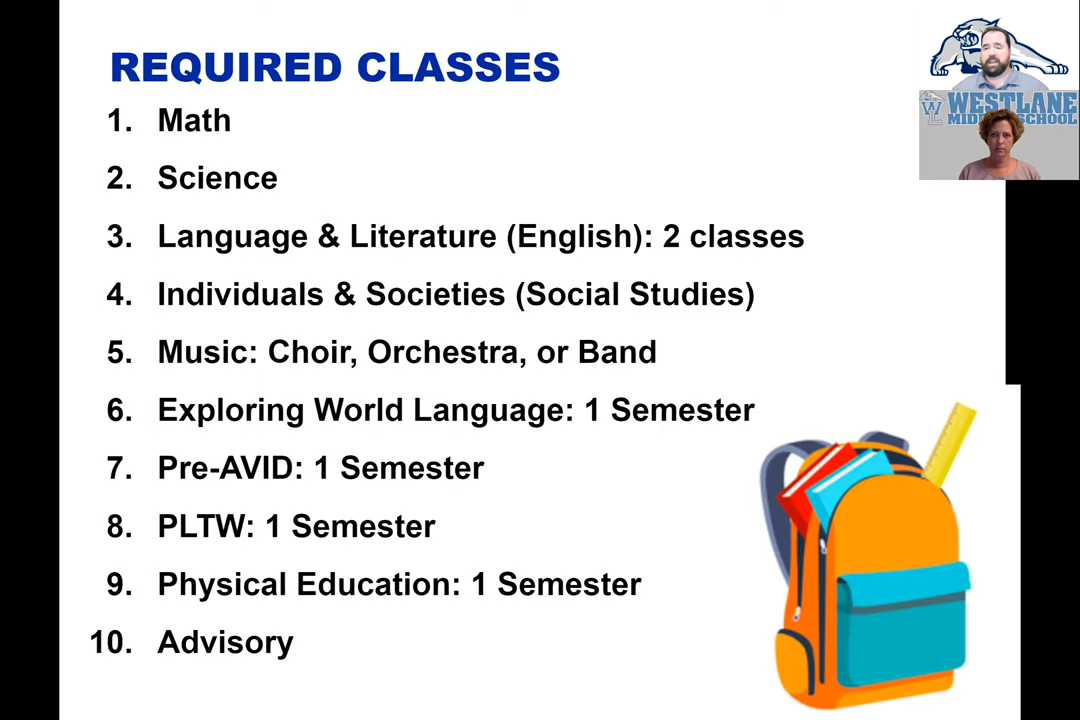 REQUIRED CLASSES
1. Math
2. Science
3. Language & Literature (English): 2 classes
4. Individuals & Societies (Social Studies)
5. Music: Choir, Orchestra, or Band
6. Exploring World Language: 1 Semester
7. Pre-AVID: 1 Semester
8. PLTW: 1 Semester
9. Physical Education: 1 Semester
10. Advisory
WL WESTLANE
SCHOOL